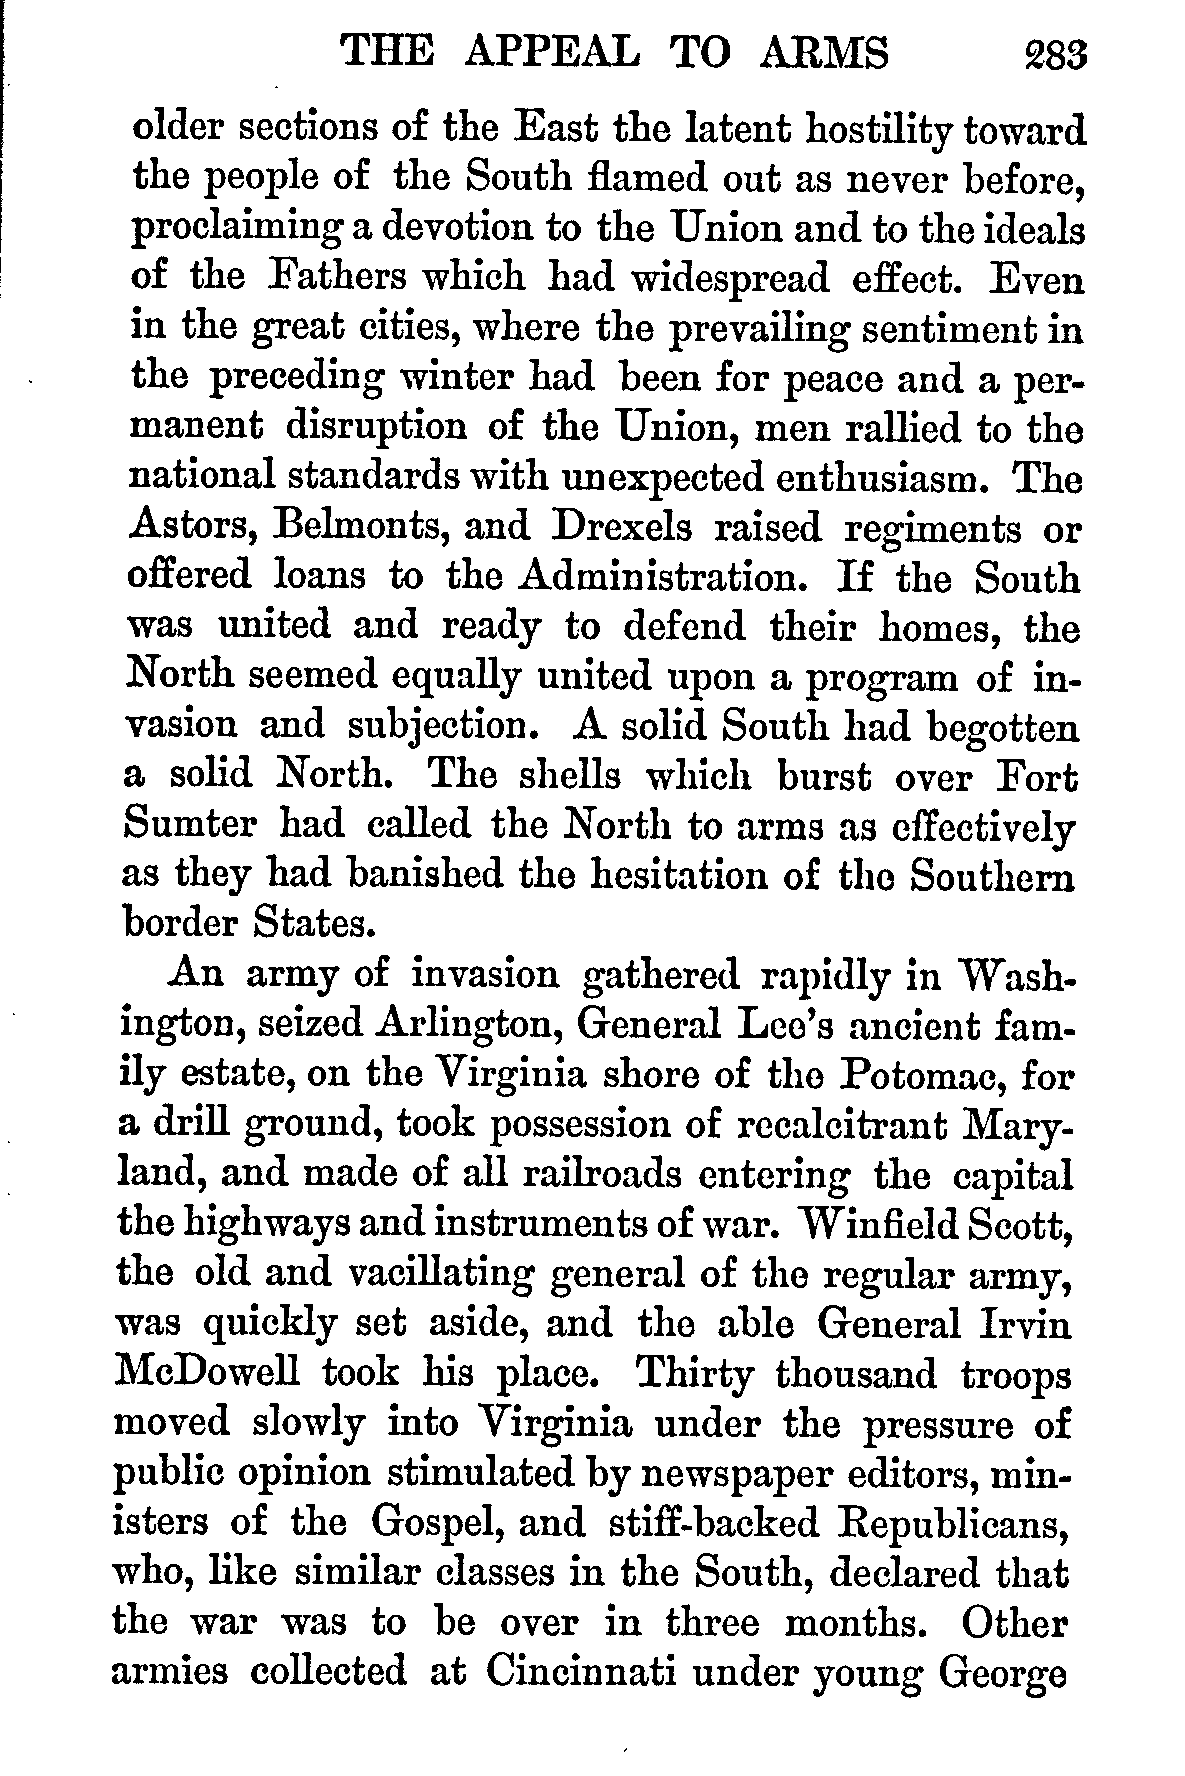 THE APPEAL TO ARMS 283
older sections of the East the latent hostility toward
the people of the South flamed out as never before,
proclaiming a devotion to the Union and to the ideals
of the Fathers which had widespread effect. Even
in the great cities, where the prevailing sentiment in
the preceding winter had been for peace and a per-
manent disruption of the Union, men rallied to the
national standards with unexpected enthusiasm. The
Astors, Belmonts, and Drexels raised regiments or
offered loans to the Administration. If the South
was united and ready to defend their homes, the
North seemed equally united upon a program of in-
vasion and subjection. A solid South had begotten
a solid North. The shells which burst over Fort
Sumter had called the North to arms as effectively
as they had banished the hesitation of the Southern
border States.
An army of invasion gathered rapidly in Wash-
ington, seized Arlington, General Lee's ancient fam-
ily estate, on the Virginia shore of the Potomac, for
a drill ground, took possession of recalcitrant Mary-
land, and made of all railroads entering the capital
the highways and instruments of war. Winfield Scott,
the old and vacillating general of the regular army,
was quickly set aside, and the able General Irvin
McDowell took his place. Thirty thousand troops
moved slowly into Virginia under the pressure of
public opinion stimulated by newspaper editors, min-
isters of the Gospel, and stiff-backed Republicans,
who, like similar classes in the South, declared that
the war was to be over in three months. Other
armies collected at Cincinnati under young George